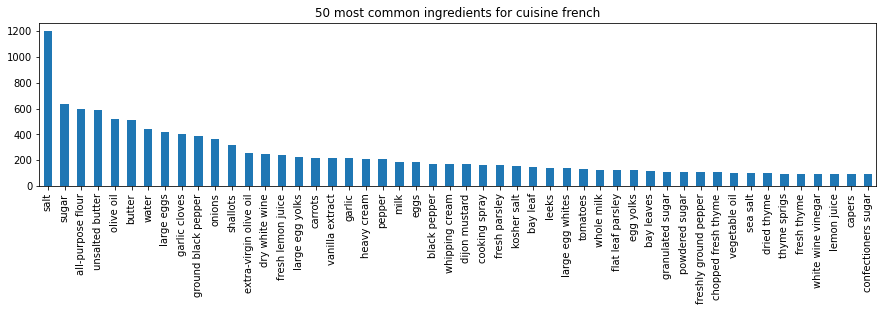 50 most common ingredients for cuisine french
1200
1000
800
600
400
200
0
salt
sugar
all-purpose flour
unsalted butter
olive oil
butter
water
large eggs
garlic cloves
ground black pepper
onions
shallots
extra-virgin olive oil
dry white wine
fresh lemon juice
large egg yolks
carrots
vanilla extract
garlic
heavy cream
pepper
milk
eggs
black pepper
whipping cream
dijon mustard
cooking spray
fresh parsley
kosher salt
bay leaf
leeks
large egg whites
tomatoes
whole milk
flat leaf parsley
egg yolks
bay leaves
granulated sugar
powdered sugar
freshly ground pepper
chopped fresh thyme
vegetable oil
sea salt
dried thyme
thyme sprigs
fresh thyme
white wine vinegar
lemon juice
capers
confectioners sugar